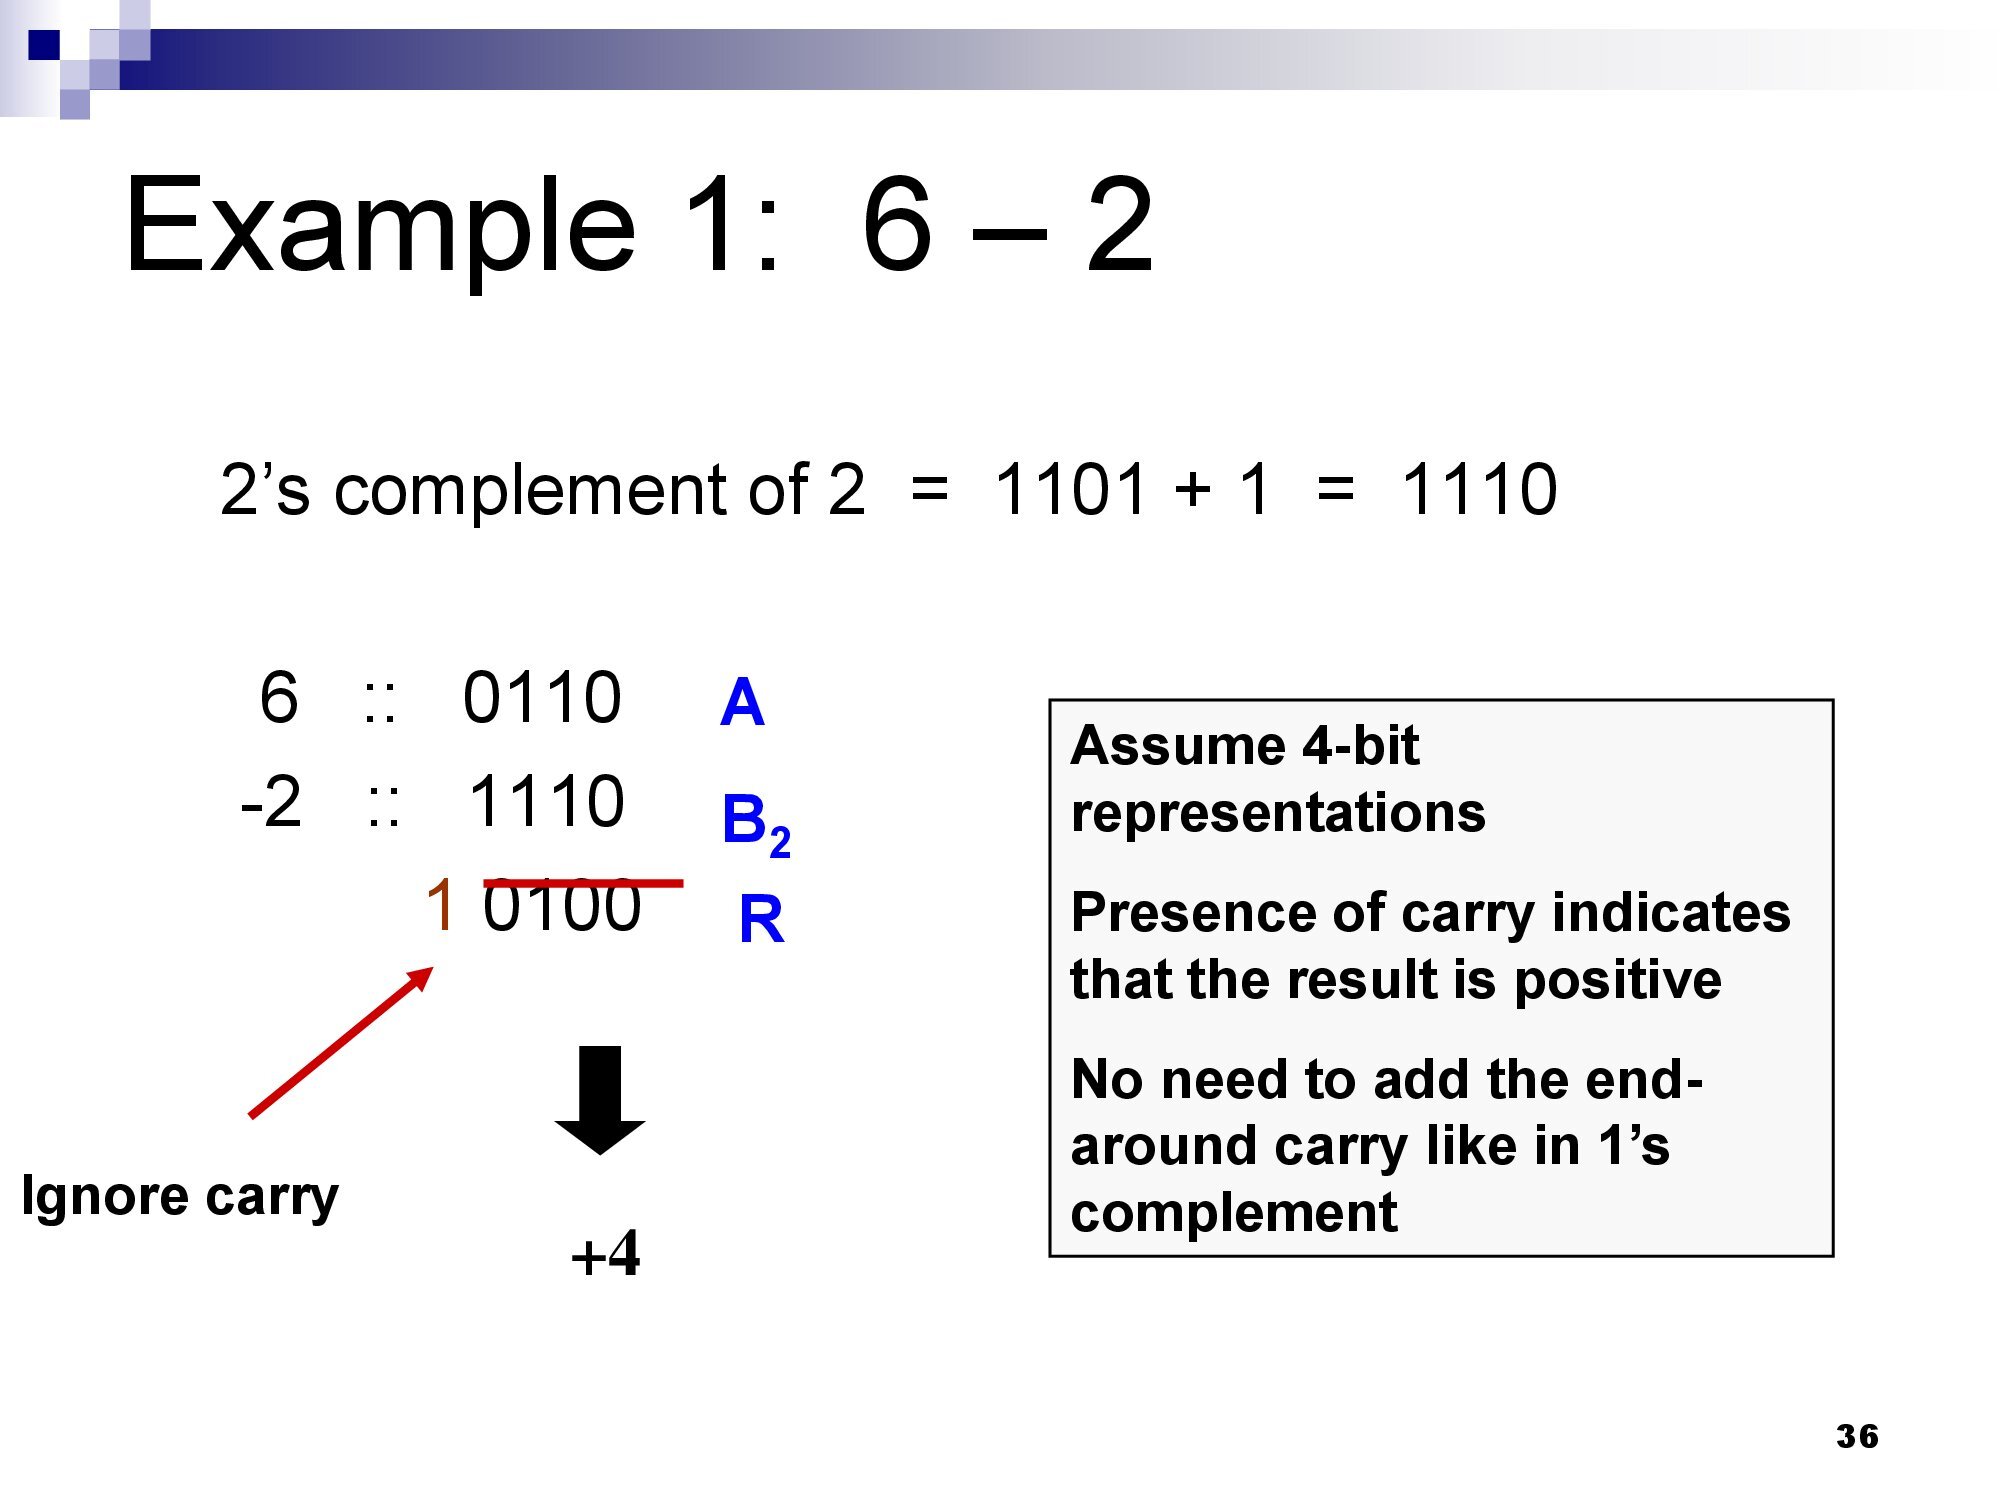 Example 1: 6 – 2
2’s complement of 2 = 1101 + 1 = 1110
6 :: 0110 A
-2 :: 1110 B₂
1 0100 R
Ignore carry
+4
Assume 4-bit
representations
Presence of carry indicates
that the result is positive
No need to add the end-
around carry like in 1’s
complement
36